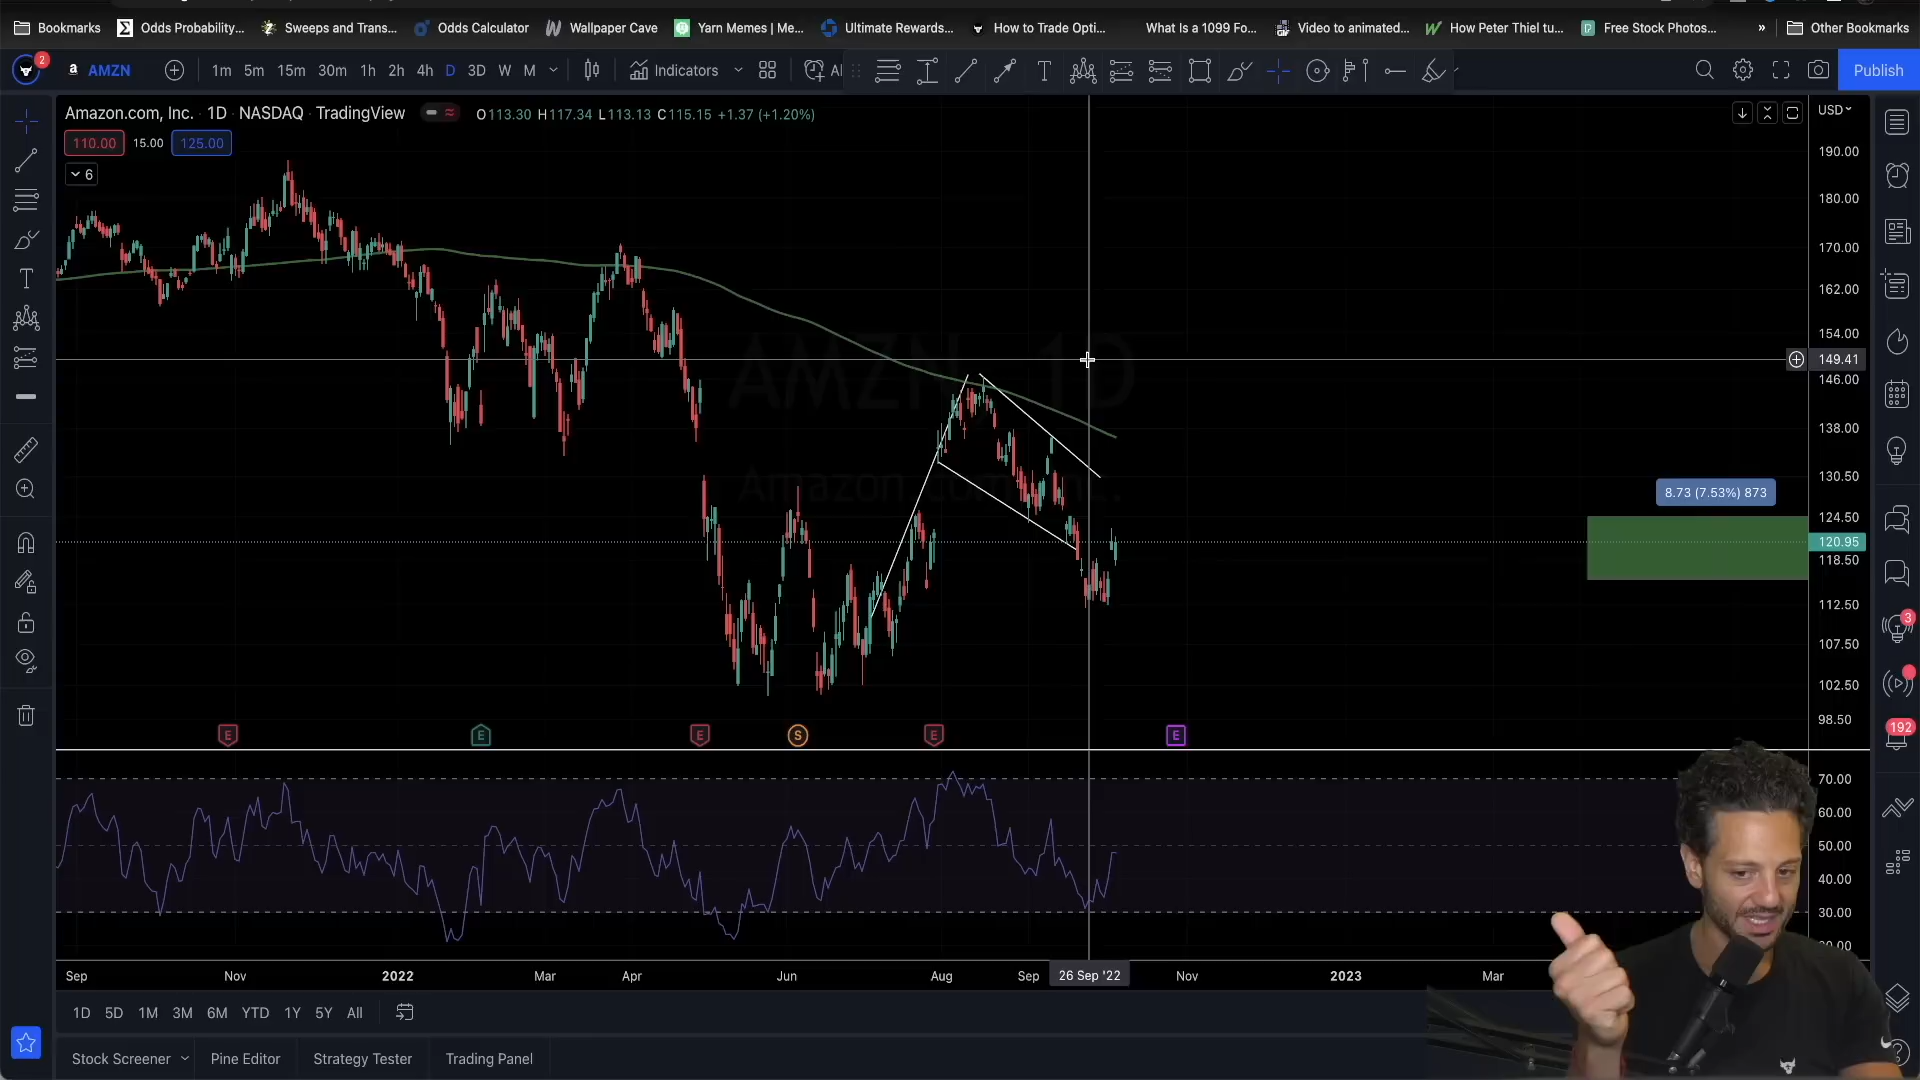 Bookmarks Odds Probability... Sweeps and Trans... Odds Calculator Wallpaper Cave Yarn Memes | Me... Ultimate Rewards... How to Trade Opti... What Is a 1099 Fo... Video to animated... How Peter Thiel tu... Free Stock Photos... » Other Bookmarks
2 AMZN 1m 5m 15m 30m 1h 2h 4h D 3D W M Indicators Al Publish
Amazon.com, Inc. · 1D · NASDAQ · TradingView O113.30 H117.34 L113.13 C115.15 +1.37 (+1.20%) USD
110.00 15.00 125.00
6
190.00
180.00
170.00
162.00
154.00
149.41
146.00
AMZN, 1D
138.00
130.50
Amazon.com, Inc.
8.73 (7.53%) 873
124.50
120.95
118.50
112.50
3
107.50
102.50
98.50
192
E E E S E E
70.00
60.00
50.00
40.00
30.00
20.00
Sep Nov 2022 Mar Apr Jun Aug Sep 26 Sep '22 Nov 2023 Mar
1D 5D 1M 3M 6M YTD 1Y 5Y All
Stock Screener Pine Editor Strategy Tester Trading Panel